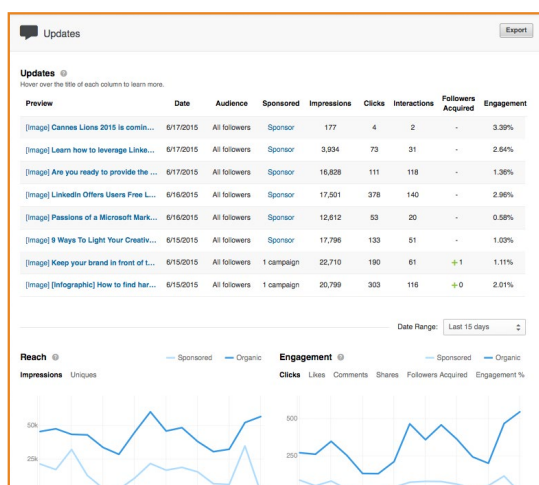 Updates
Export
Updates
Hover over the title of each column to learn more.
Preview Date Audience Sponsored Impressions Clicks Interactions Followers Acquired Engagement
[Image] Cannes Lions 2015 is comin... 6/17/2015 All followers Sponsor 177 4 2 - 3.39%
[Image] Learn how to leverage Linke... 6/17/2015 All followers Sponsor 3,934 73 31 - 2.64%
[Image] Are you ready to provide the ... 6/17/2015 All followers Sponsor 16,828 111 118 - 1.36%
[Image] LinkedIn Offers Users Free L... 6/16/2015 All followers Sponsor 17,501 378 140 - 2.96%
[Image] Passions of a Microsoft Mark... 6/16/2015 All followers Sponsor 12,612 53 20 - 0.58%
[Image] 9 Ways To Light Your Creativ... 6/15/2015 All followers Sponsor 17,796 133 51 - 1.03%
[Image] Keep your brand in front of t... 6/15/2015 All followers 1 campaign 22,710 190 61 +1 1.11%
[Image] [Infographic] How to find har... 6/15/2015 All followers 1 campaign 20,799 303 116 +0 2.01%
Date Range: Last 15 days
Reach Sponsored Organic
Impressions Uniques
50k
25k
Engagement Sponsored Organic
Clicks Likes Comments Shares Followers Acquired Engagement %
500
250